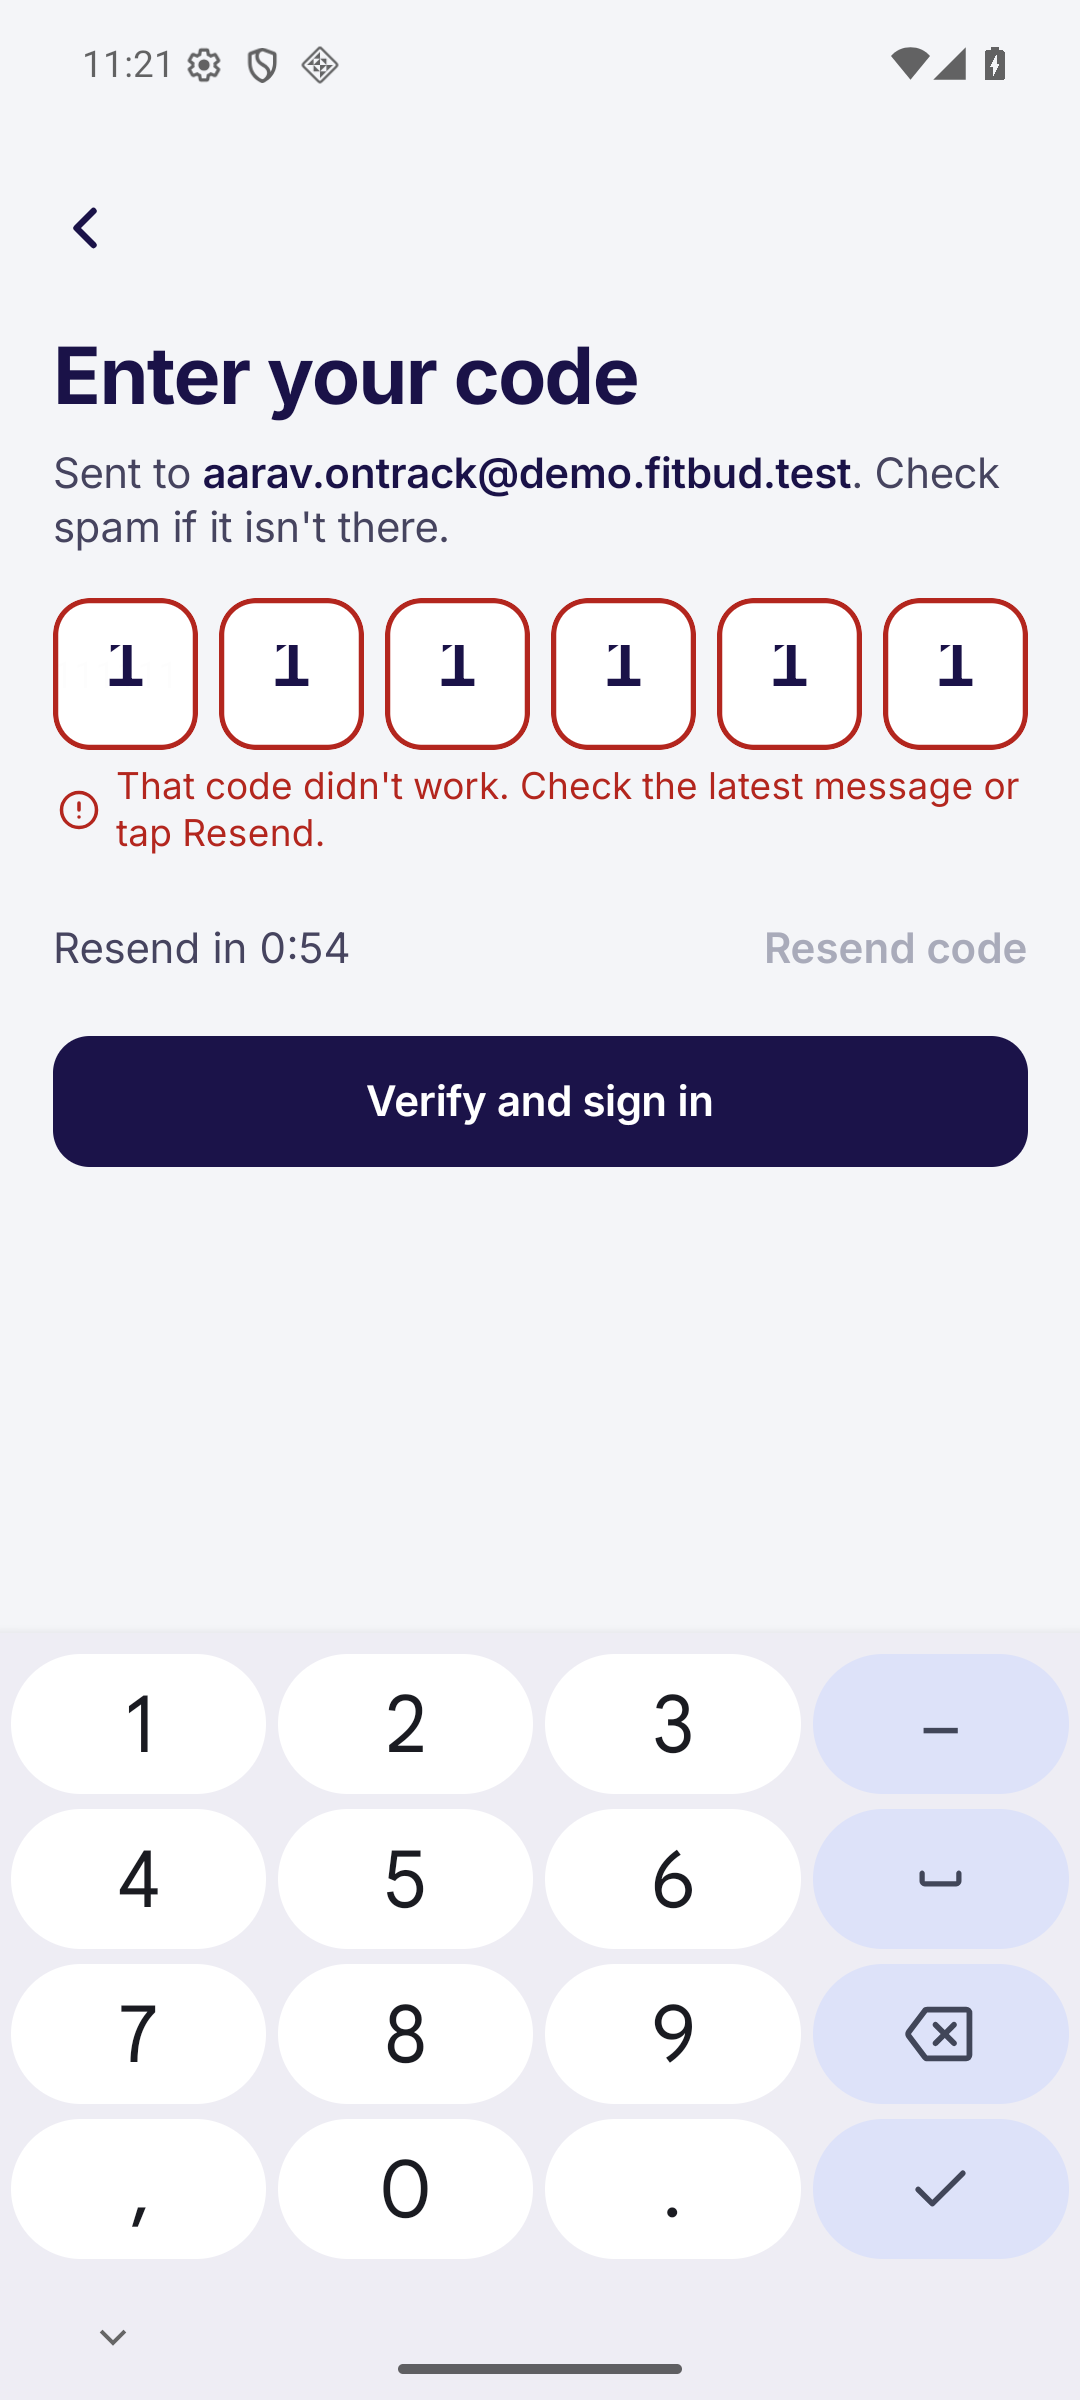 11:21
Enter your code
Sent to aarav.ontrack@demo.fitbud.test. Check
spam if it isn't there.
1 1 1 1 1 1
That code didn't work. Check the latest message or
tap Resend.
Resend in 0:54 Resend code
Verify and sign in
1 2 3 –
4 5 6
7 8 9
, 0 .